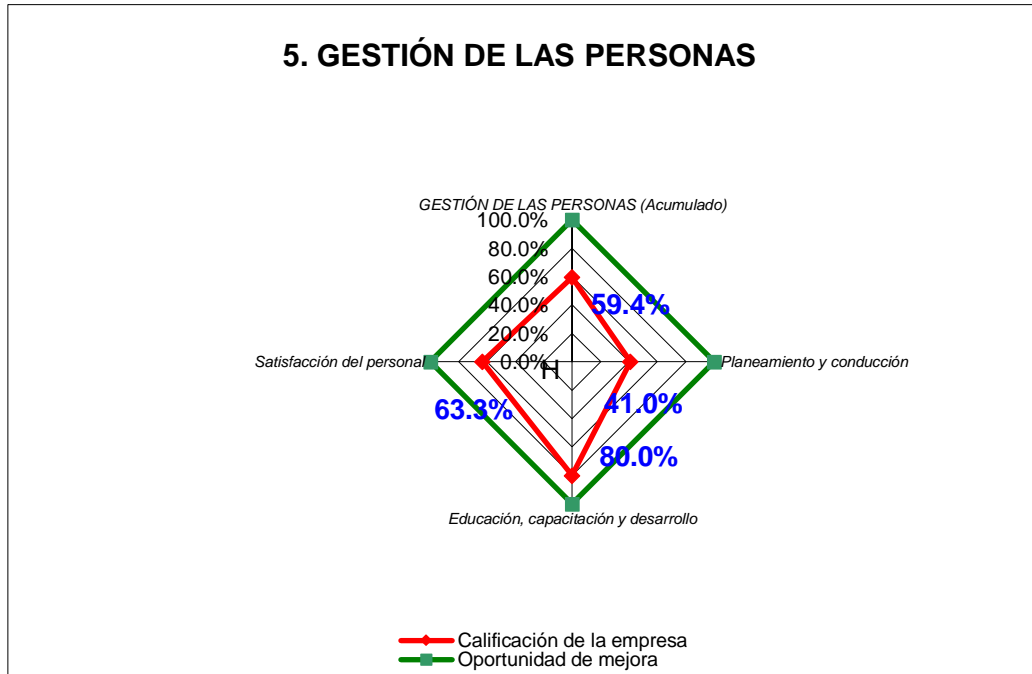 5. GESTIÓN DE LAS PERSONAS
GESTIÓN DE LAS PERSONAS (Acumulado)
100.0%
80.0%
60.0%
59.4%
40.0%
20.0%
Satisfacción del personal
0.0%
H
Planeamiento y conducción
63.3%
41.0%
80.0%
Educación, capacitación y desarrollo
Calificación de la empresa
Oportunidad de mejora